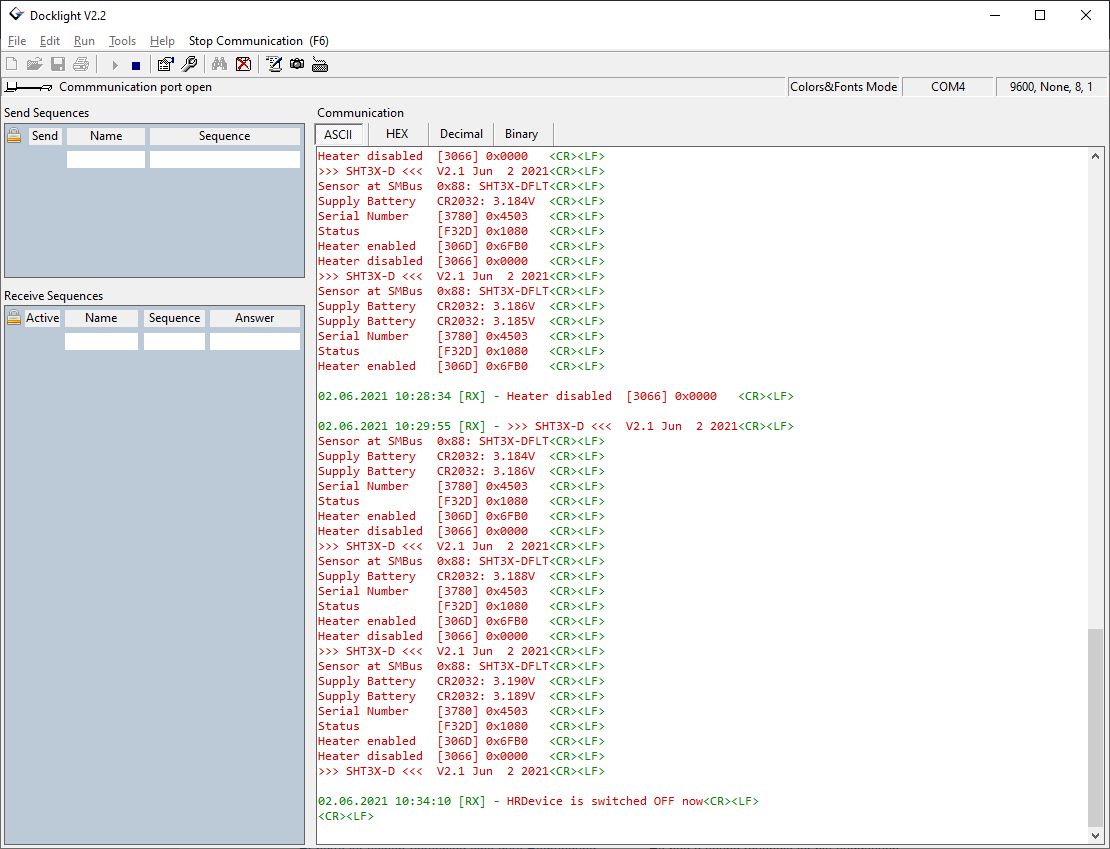 Docklight V2.2
File Edit Run Tools Help Stop Communication (F6)
Commmunication port open
Colors&Fonts Mode
COM4
9600, None, 8, 1
Send Sequences
Send Name Sequence
Receive Sequences
Active Name Sequence Answer
Communication
ASCII HEX Decimal Binary
Heater disabled [3066] 0x0000 <CR><LF>
>>> SHT3X-D <<< V2.1 Jun 2 2021<CR><LF>
Sensor at SMBus 0x88: SHT3X-DFLT<CR><LF>
Supply Battery CR2032: 3.184V <CR><LF>
Serial Number [3780] 0x4503 <CR><LF>
Status [F32D] 0x1080 <CR><LF>
Heater enabled [306D] 0x6FB0 <CR><LF>
Heater disabled [3066] 0x0000 <CR><LF>
>>> SHT3X-D <<< V2.1 Jun 2 2021<CR><LF>
Sensor at SMBus 0x88: SHT3X-DFLT<CR><LF>
Supply Battery CR2032: 3.186V <CR><LF>
Supply Battery CR2032: 3.185V <CR><LF>
Serial Number [3780] 0x4503 <CR><LF>
Status [F32D] 0x1080 <CR><LF>
Heater enabled [306D] 0x6FB0 <CR><LF>
02.06.2021 10:28:34 [RX] - Heater disabled [3066] 0x0000 <CR><LF>
02.06.2021 10:29:55 [RX] - >>> SHT3X-D <<< V2.1 Jun 2 2021<CR><LF>
Sensor at SMBus 0x88: SHT3X-DFLT<CR><LF>
Supply Battery CR2032: 3.184V <CR><LF>
Supply Battery CR2032: 3.186V <CR><LF>
Serial Number [3780] 0x4503 <CR><LF>
Status [F32D] 0x1080 <CR><LF>
Heater enabled [306D] 0x6FB0 <CR><LF>
Heater disabled [3066] 0x0000 <CR><LF>
>>> SHT3X-D <<< V2.1 Jun 2 2021<CR><LF>
Sensor at SMBus 0x88: SHT3X-DFLT<CR><LF>
Supply Battery CR2032: 3.188V <CR><LF>
Serial Number [3780] 0x4503 <CR><LF>
Status [F32D] 0x1080 <CR><LF>
Heater enabled [306D] 0x6FB0 <CR><LF>
Heater disabled [3066] 0x0000 <CR><LF>
>>> SHT3X-D <<< V2.1 Jun 2 2021<CR><LF>
Sensor at SMBus 0x88: SHT3X-DFLT<CR><LF>
Supply Battery CR2032: 3.190V <CR><LF>
Supply Battery CR2032: 3.189V <CR><LF>
Serial Number [3780] 0x4503 <CR><LF>
Status [F32D] 0x1080 <CR><LF>
Heater enabled [306D] 0x6FB0 <CR><LF>
Heater disabled [3066] 0x0000 <CR><LF>
>>> SHT3X-D <<< V2.1 Jun 2 2021<CR><LF>
02.06.2021 10:34:10 [RX] - HRDevice is switched OFF now<CR><LF>
<CR><LF>